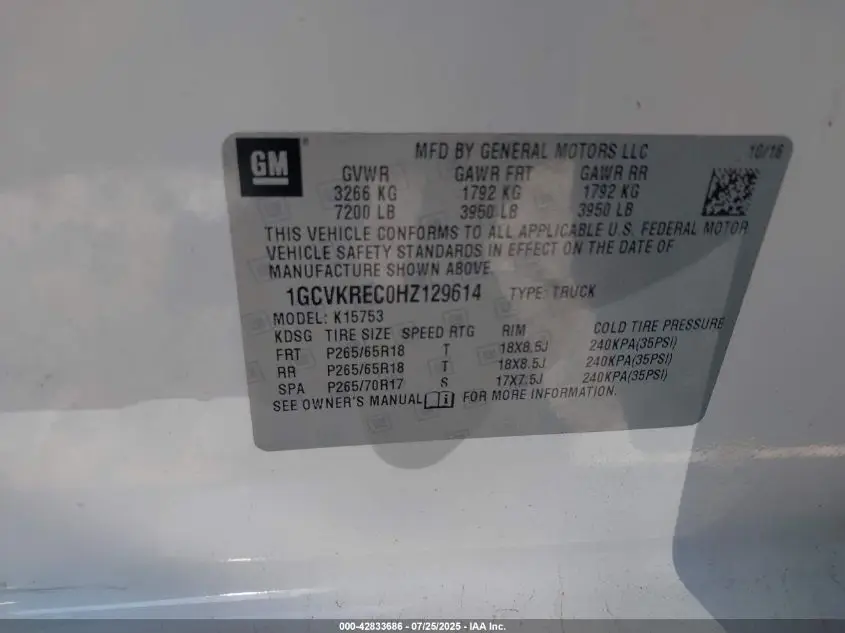 GM
MFD BY GENERAL MOTORS LLC 10/16
GVWR GAWR FRT GAWR RR
3266 KG 1792 KG 1792 KG
7200 LB 3950 LB 3950 LB
THIS VEHICLE CONFORMS TO ALL APPLICABLE U.S. FEDERAL MOTOR
VEHICLE SAFETY STANDARDS IN EFFECT ON THE DATE OF
MANUFACTURE SHOWN ABOVE.
1GCVKREC0HZ129614 TYPE: TRUCK
MODEL: K15753
KDSG TIRE SIZE SPEED RTG RIM COLD TIRE PRESSURE
FRT P265/65R18 T 18X8.5J 240KPA(35PSI)
RR P265/65R18 T 18X8.5J 240KPA(35PSI)
SPA P265/70R17 S 17X7.5J 240KPA(35PSI)
SEE OWNER'S MANUAL FOR MORE INFORMATION.
000-42833686 - 07/25/2025 - IAAI.COM - COPART